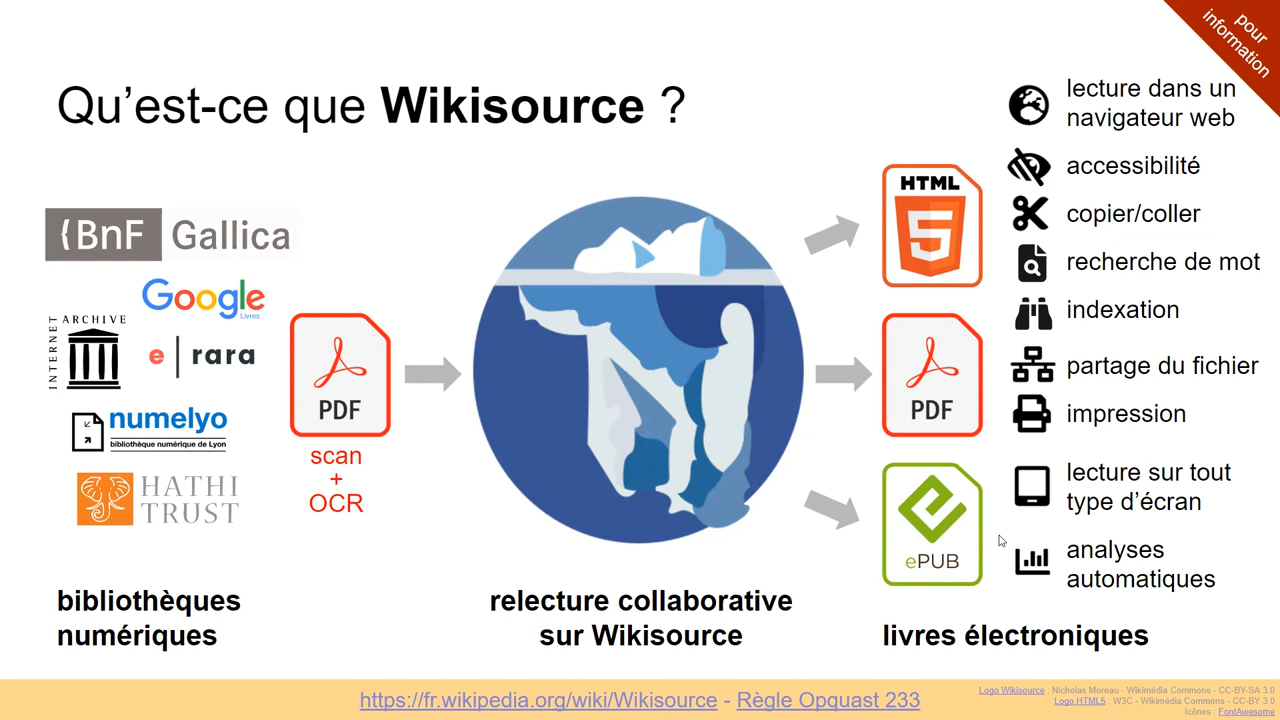 pour
information
Qu’est-ce que Wikisource ?
BnF Gallica
Google
Livres
INTERNET ARCHIVE
e | rara
numelyo
bibliothèque numérique de Lyon
HATHI
TRUST
bibliothèques
numériques
PDF
scan
+
OCR
relecture collaborative
sur Wikisource
HTML
5
PDF
ePUB
livres électroniques
lecture dans un
navigateur web
accessibilité
copier/coller
recherche de mot
indexation
partage du fichier
impression
lecture sur tout
type d’écran
analyses
automatiques
https://fr.wikipedia.org/wiki/Wikisource - Règle Opquast 233
Logo Wikisource : Nicholas Moreau - Wikimédia Commons - CC-BY-SA 3.0
Logo HTML5 : W3C - Wikimédia Commons - CC-BY 3.0
Icônes : FontAwesome